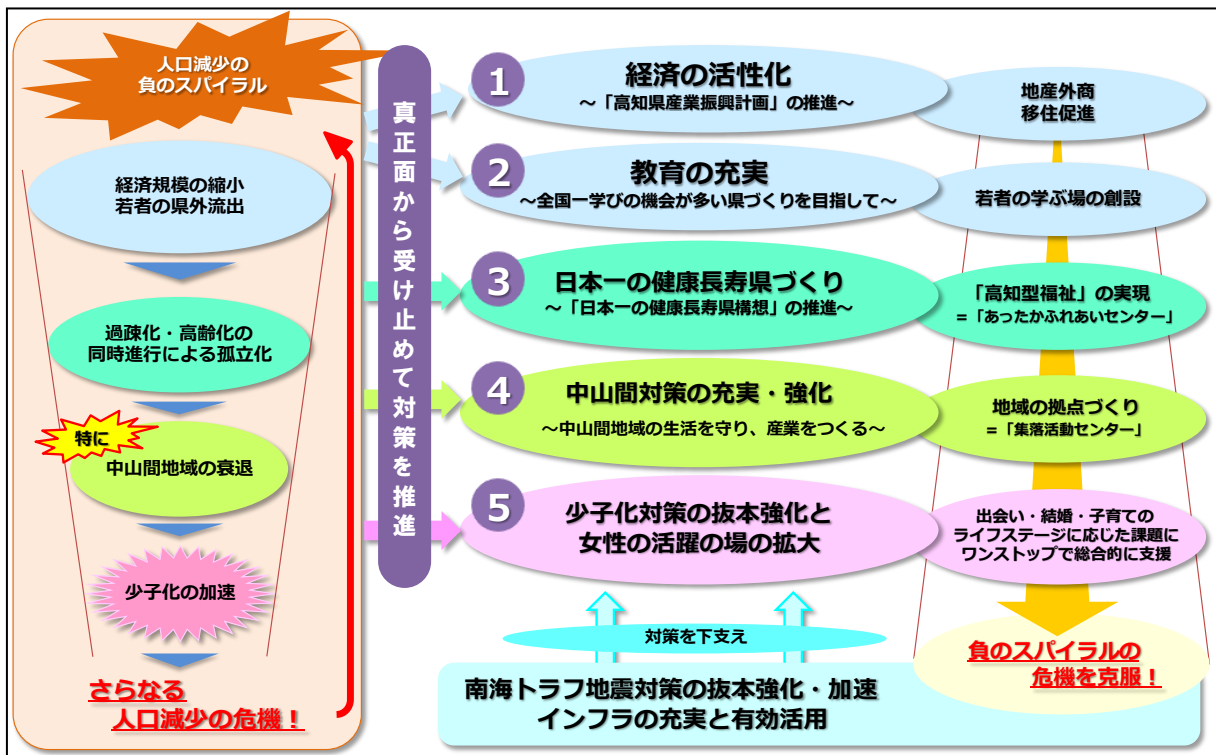 人口減少の
負のスパイラル
経済規模の縮小
若者の県外流出
過疎化・高齢化の
同時進行による孤立化
特に
中山間地域の衰退
少子化の加速
さらなる
人口減少の危機！
真正面から受け止めて対策を推進
1
経済の活性化
～「高知県産業振興計画」の推進～
地産外商
移住促進
2
教育の充実
～全国一学びの機会が多い県づくりを目指して～
若者の学ぶ場の創設
3
日本一の健康長寿県づくり
～「日本一の健康長寿県構想」の推進～
「高知型福祉」の実現
=「あったかふれあいセンター」
4
中山間対策の充実・強化
～中山間地域の生活を守り、産業をつくる～
地域の拠点づくり
=「集落活動センター」
5
少子化対策の抜本強化と
女性の活躍の場の拡大
出会い・結婚・子育ての
ライフステージに応じた課題に
ワンストップで総合的に支援
対策を下支え
南海トラフ地震対策の抜本強化・加速
インフラの充実と有効活用
負のスパイラルの
危機を克服！